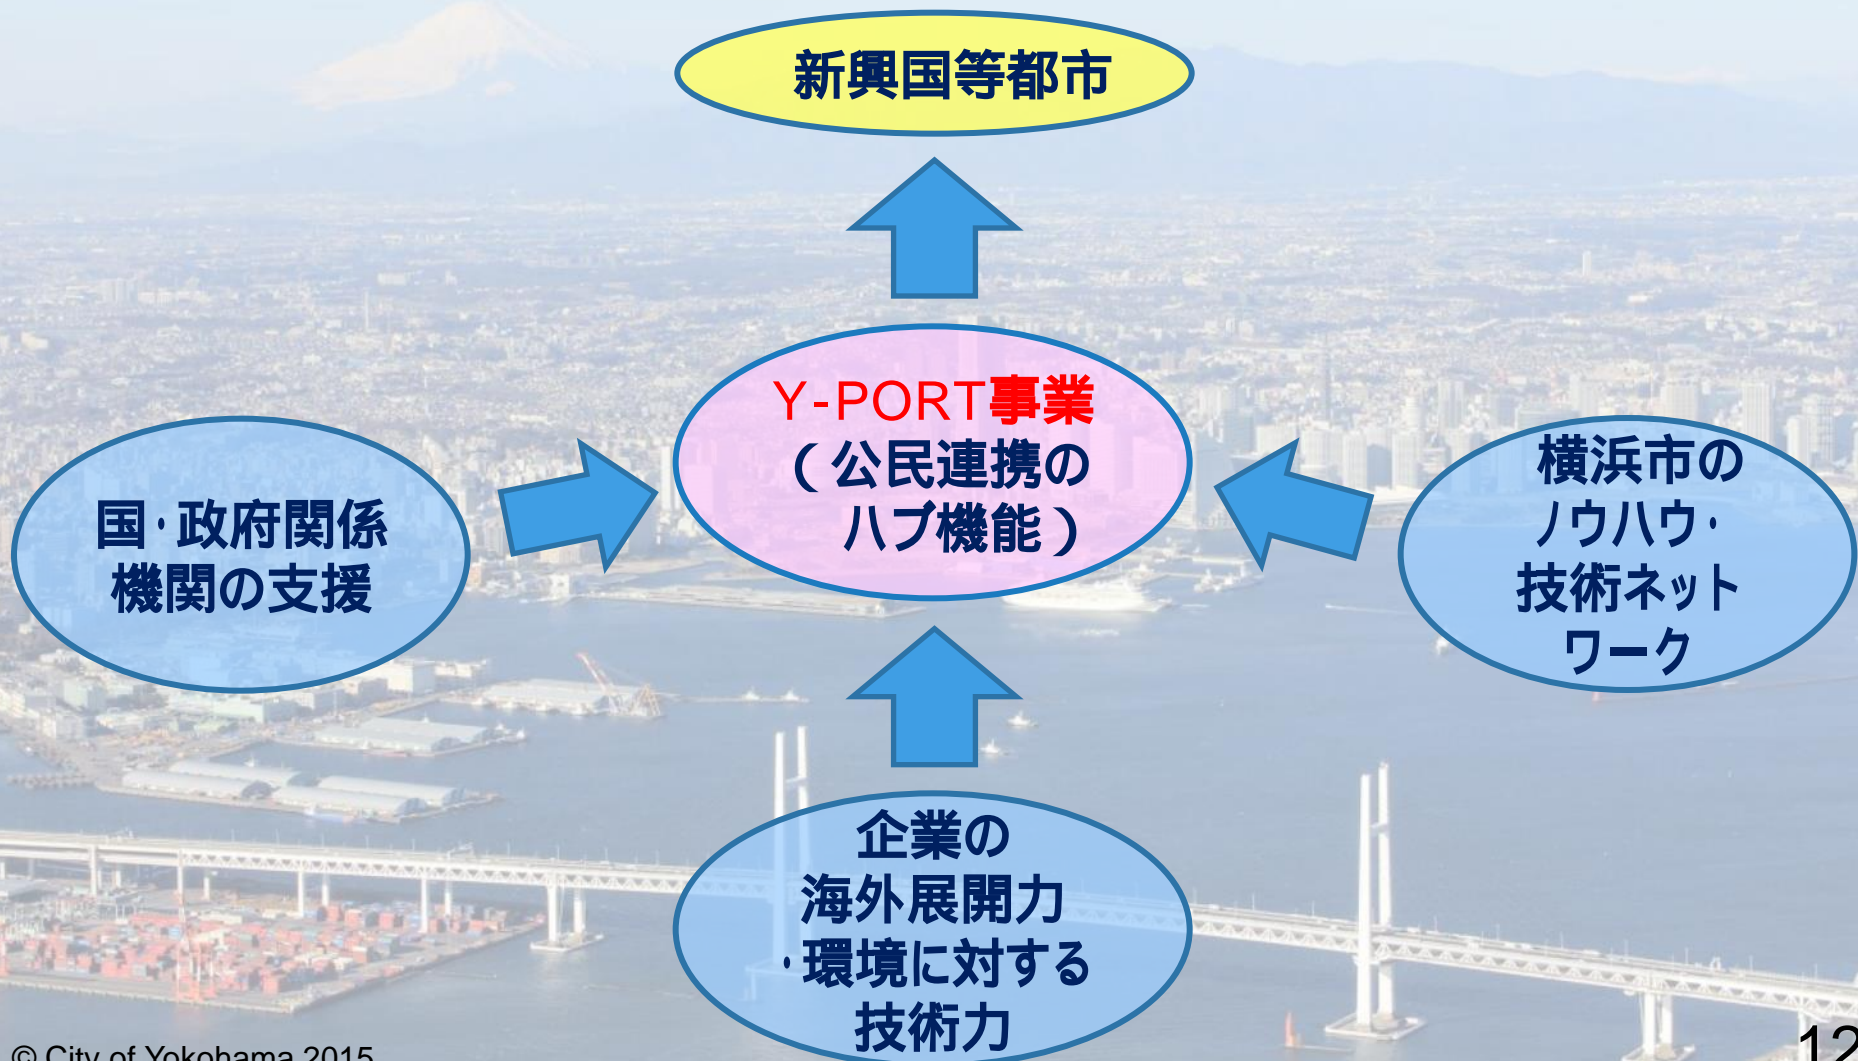 新興国等都市
Y-PORT事業
(公民連携の
ハブ機能)
国・政府関係
機関の支援
横浜市の
ノウハウ・
技術ネット
ワーク
企業の
海外展開力
・環境に対する
技術力
© City of Yokohama 2015
12